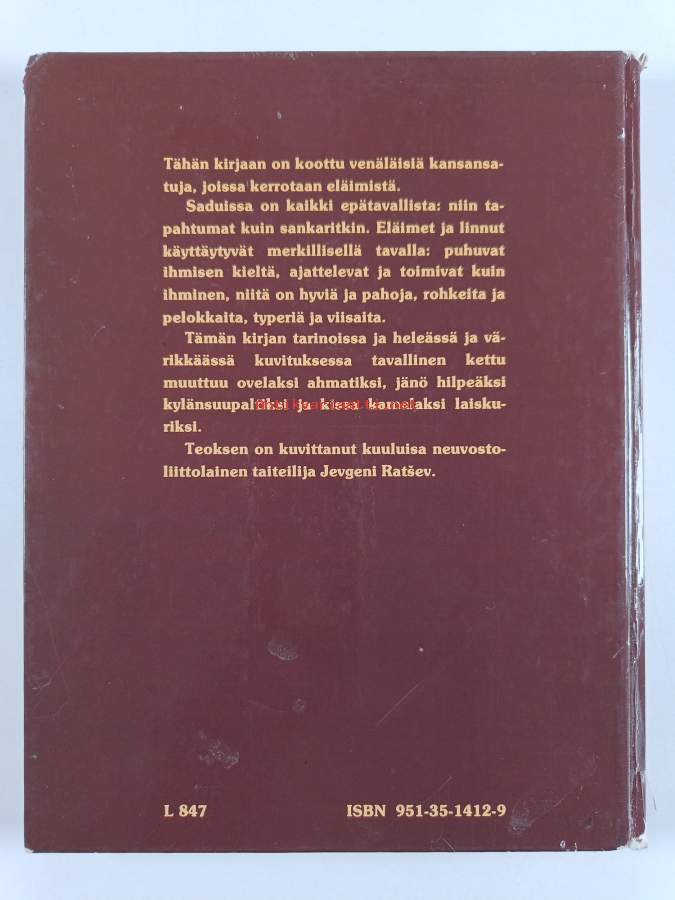 Tähän kirjaan on koottu venäläisiä kansansa-
tuja, joissa kerrotaan eläimistä.
Saduissa on kaikki epätavallista: niin ta-
pahtumat kuin sankaritkin. Eläimet ja linnut
käyttäytyvät merkillisellä tavalla: puhuvat
ihmisen kieltä, ajattelevat ja toimivat kuin
ihminen, niitä on hyviä ja pahoja, rohkeita ja
pelokkaita, typeriä ja viisaita.
Tämän kirjan tarinoissa ja heleässä ja vä-
rikkäässä kuvituksessa tavallinen kettu
muuttuu ovelaksi ahmatiksi, jänö hilpeäksi
kylänsuupaltiksi ja kissa kamalaksi laisku-
riksi.
Teoksen on kuvittanut kuuluisa neuvosto-
liittolainen taiteilija Jevgeni Ratšev.
L 847 ISBN 951-35-1412-9